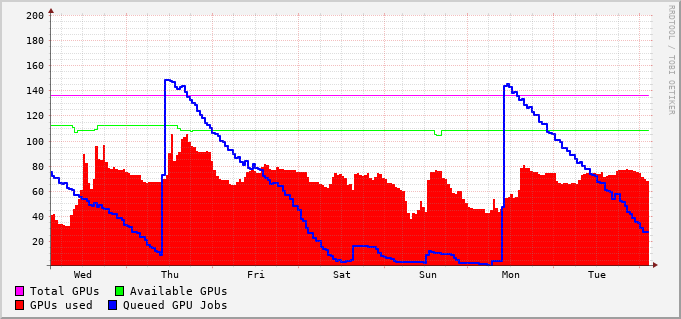 200
180
160
140
120
100
80
60
40
20
Wed Thu Fri Sat Sun Mon Tue
Total GPUs Available GPUs
GPUs used Queued GPU Jobs
RRDTOOL / TOBI OETIKER